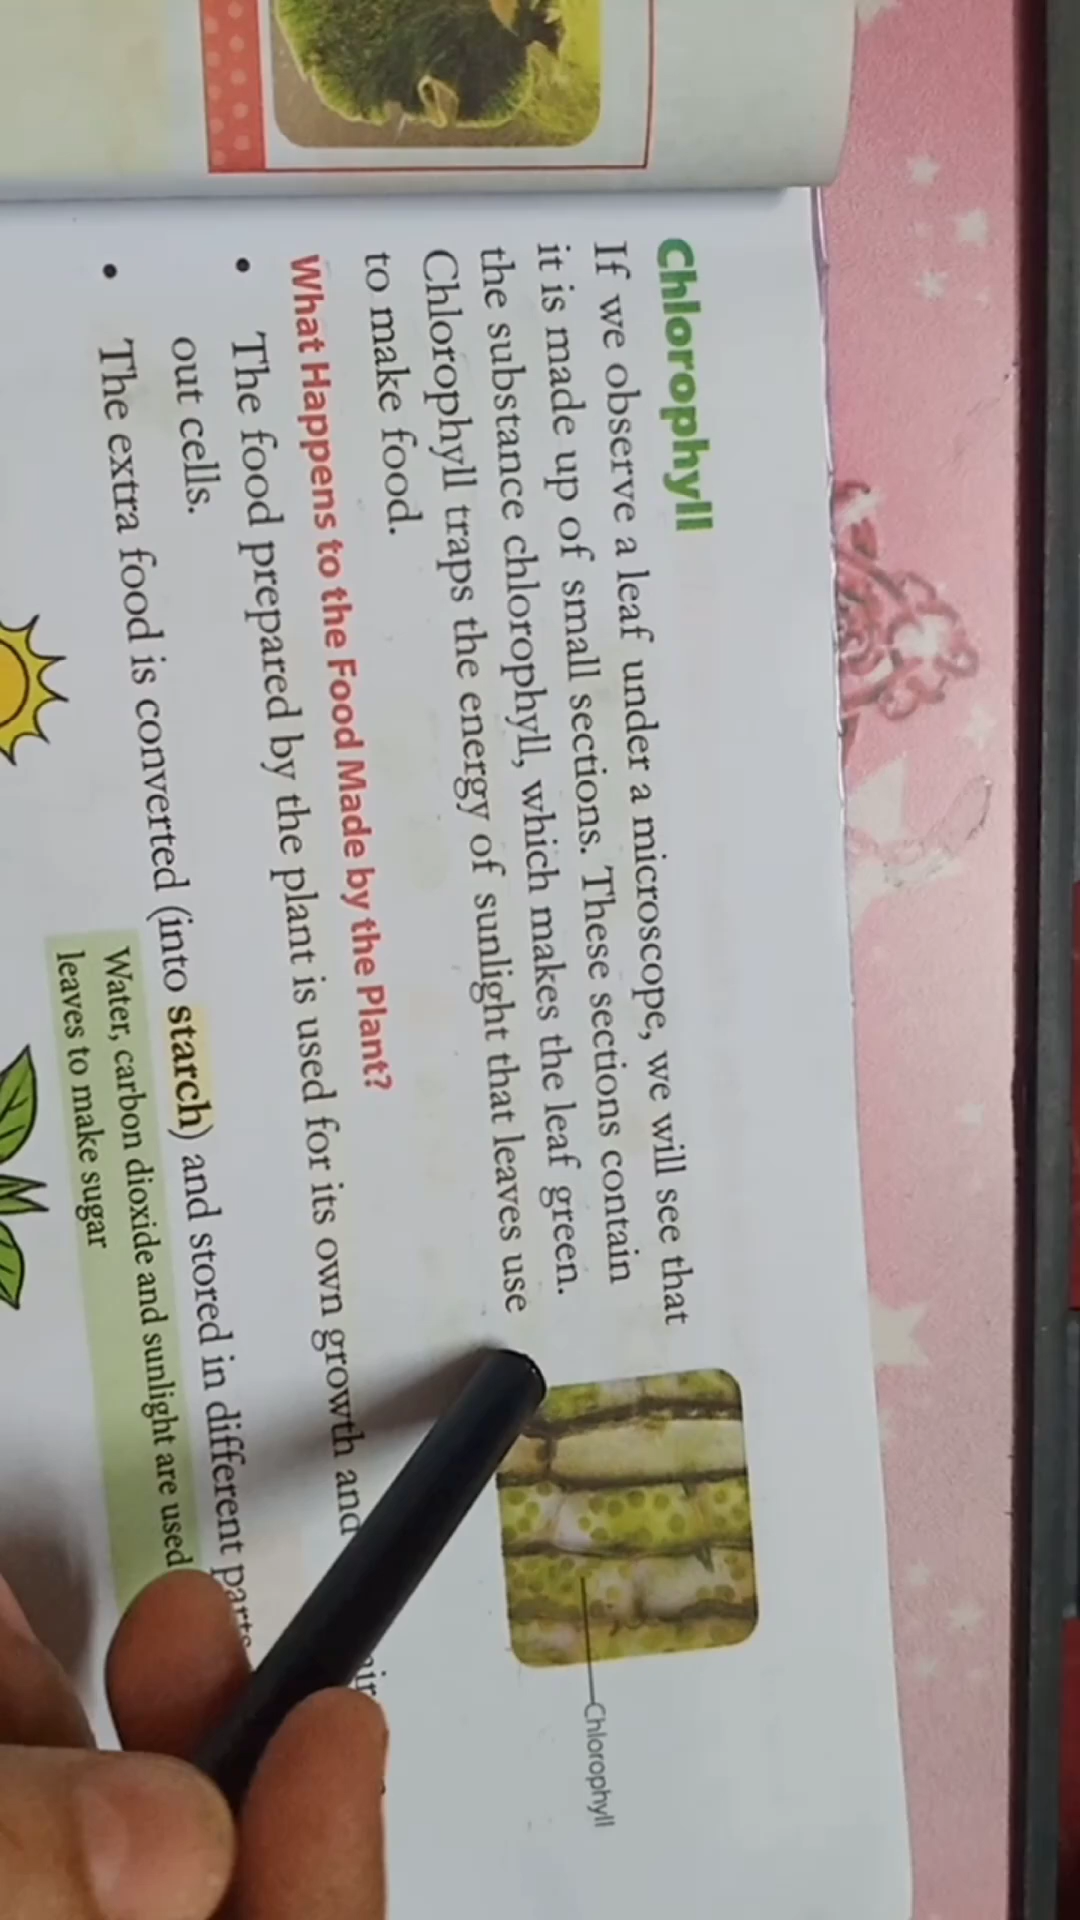 Chlorophyll
If we observe a leaf under a microscope, we will see that
it is made up of small sections. These sections contain
the substance chlorophyll, which makes the leaf green.
Chlorophyll traps the energy of sunlight that leaves use
to make food.
Chlorophyll
What Happens to the Food Made by the Plant?
• The food prepared by the plant is used for its own growth and
out cells.
• The extra food is converted (into starch) and stored in different parts
Water, carbon dioxide and sunlight are used
leaves to make sugar